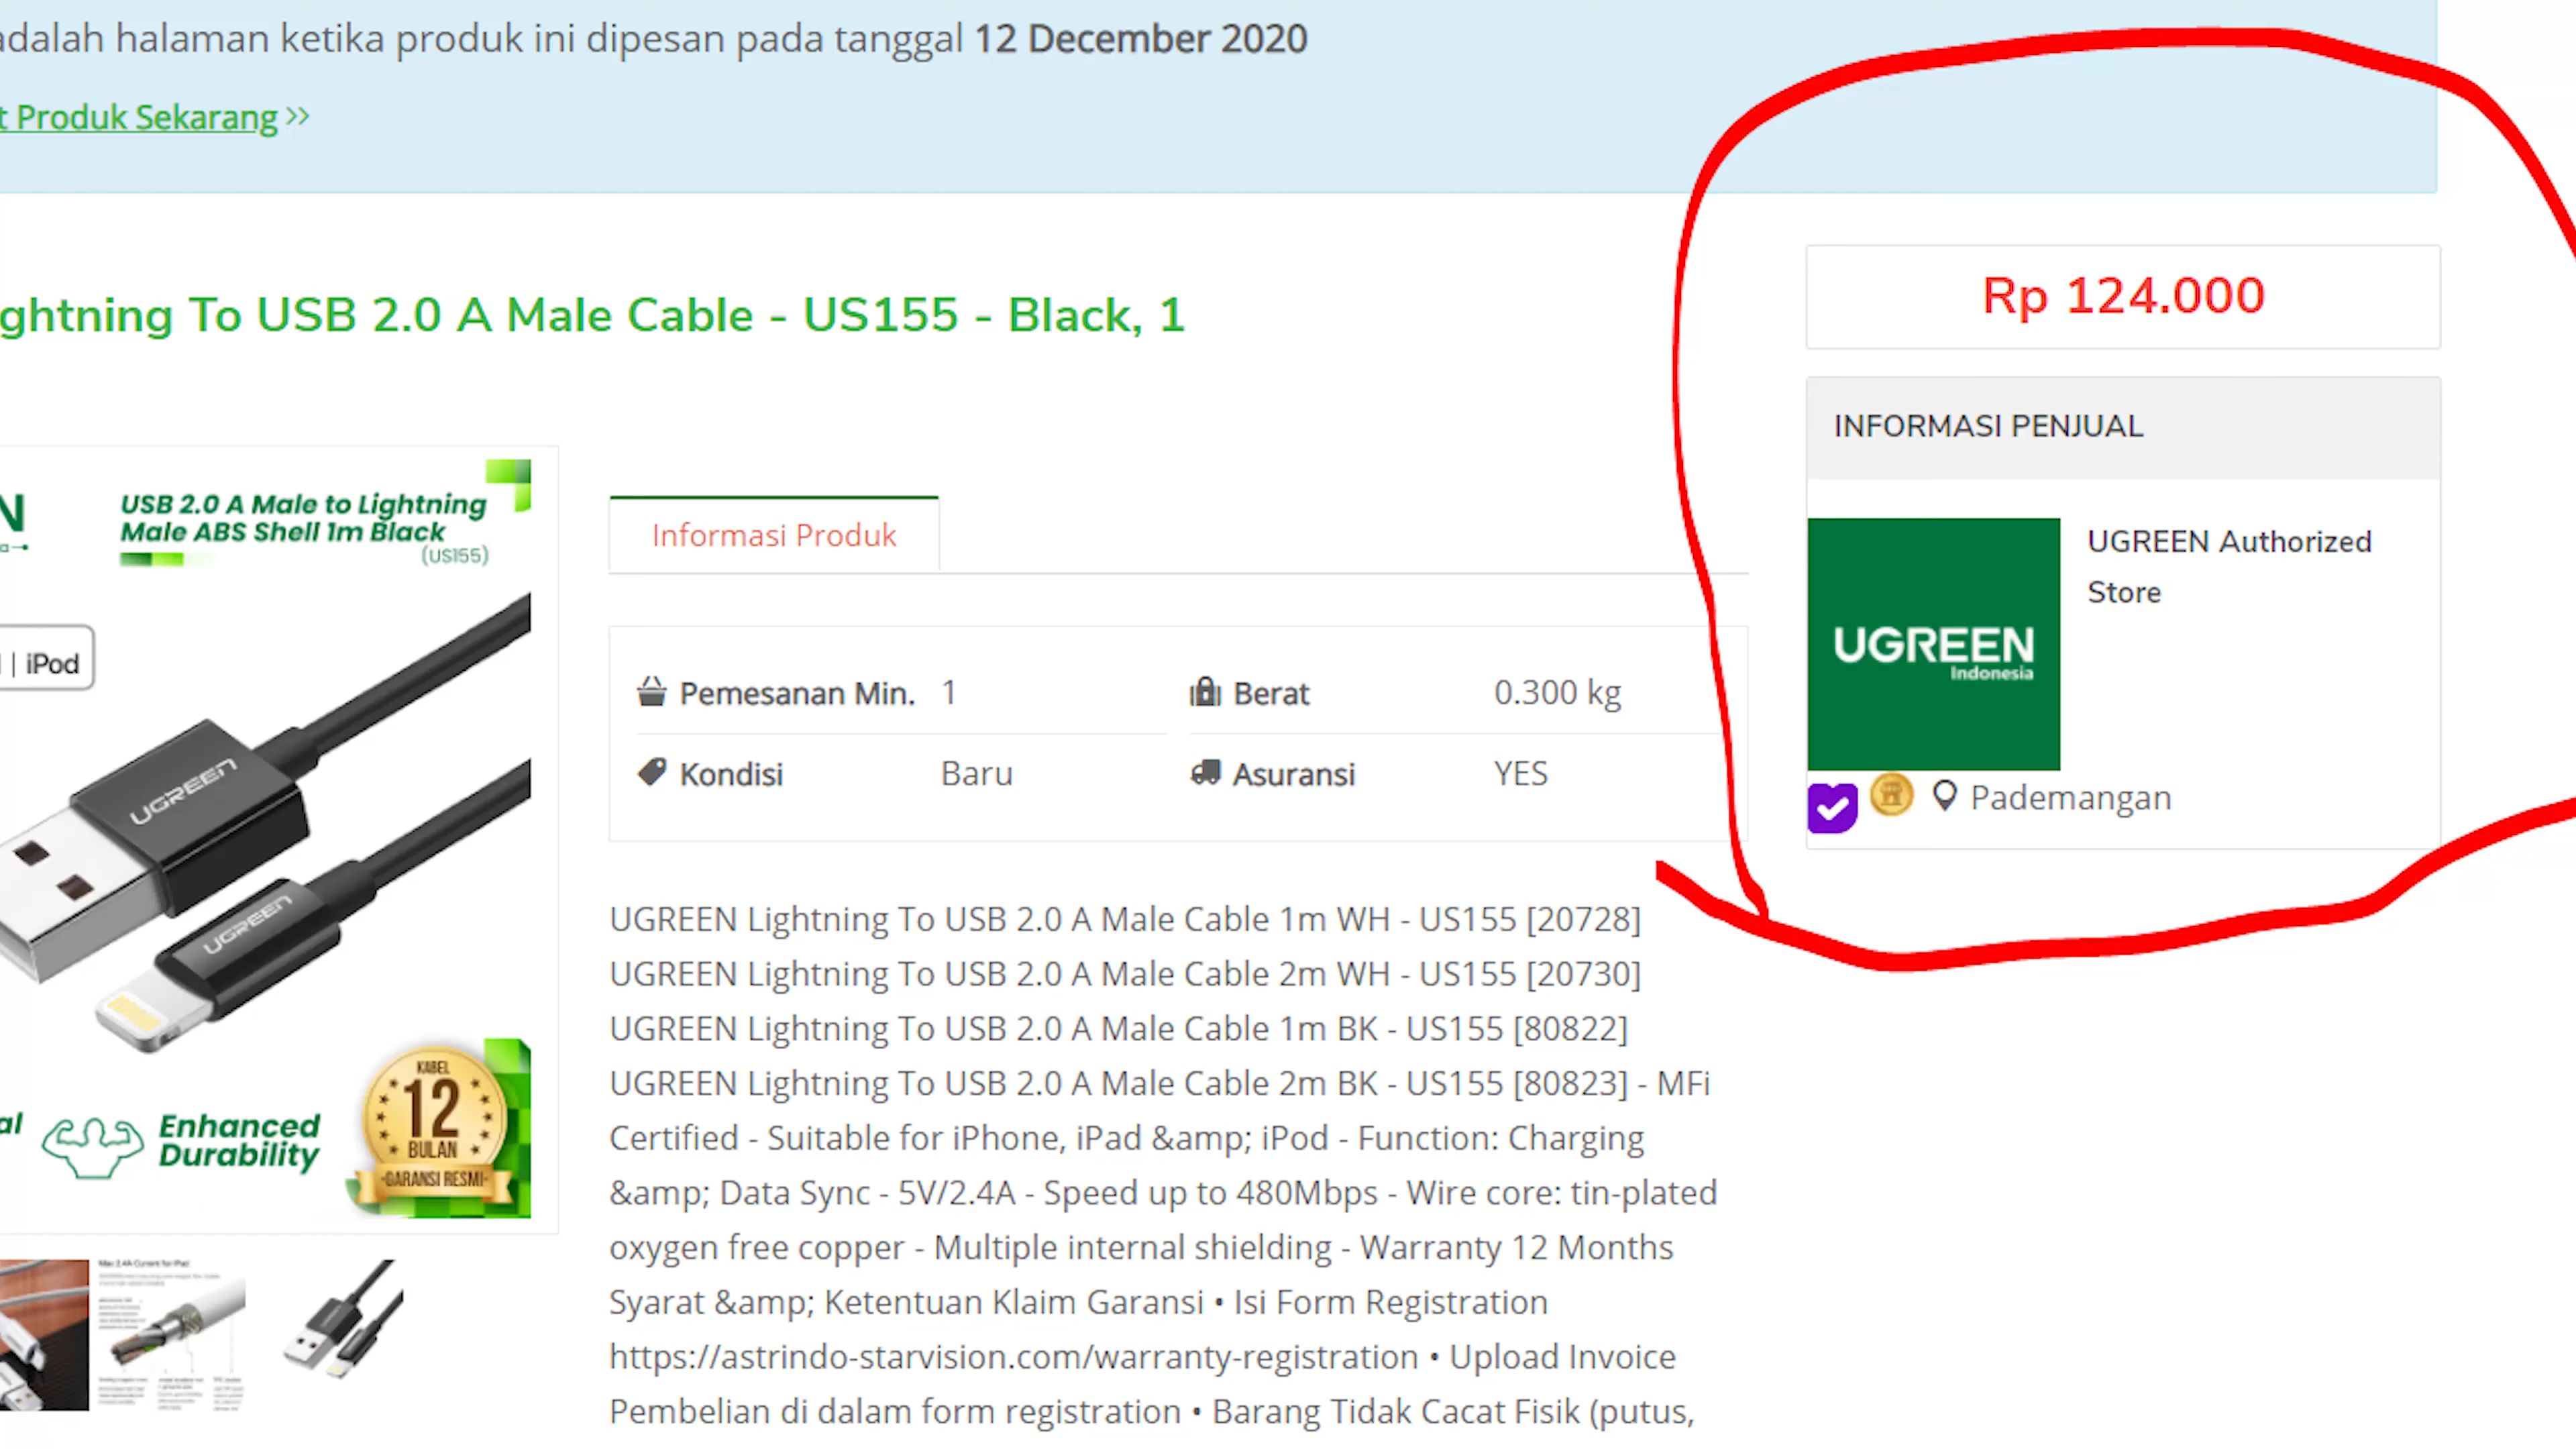 adalah halaman ketika produk ini dipesan pada tanggal 12 December 2020
t Produk Sekarang >>
ghtning To USB 2.0 A Male Cable - US155 - Black, 1
Rp 124.000
INFORMASI PENJUAL
UGREEN Authorized
Store
UGREEN
Indonesia
Pademangan
N
USB 2.0 A Male to Lightning
Male ABS Shell 1m Black
(US155)
| iPod
UGREEN
UGREEN
al
Enhanced
Durability
KABEL
12
BULAN
GARANSI RESMI
Max 2.4A Current for iPad
Informasi Produk
Pemesanan Min. 1 Berat 0.300 kg
Kondisi Baru Asuransi YES
UGREEN Lightning To USB 2.0 A Male Cable 1m WH - US155 [20728]
UGREEN Lightning To USB 2.0 A Male Cable 2m WH - US155 [20730]
UGREEN Lightning To USB 2.0 A Male Cable 1m BK - US155 [80822]
UGREEN Lightning To USB 2.0 A Male Cable 2m BK - US155 [80823] - MFi
Certified - Suitable for iPhone, iPad &amp; iPod - Function: Charging
&amp; Data Sync - 5V/2.4A - Speed up to 480Mbps - Wire core: tin-plated
oxygen free copper - Multiple internal shielding - Warranty 12 Months
Syarat &amp; Ketentuan Klaim Garansi • Isi Form Registration
https://astrindo-starvision.com/warranty-registration • Upload Invoice
Pembelian di dalam form registration • Barang Tidak Cacat Fisik (putus,